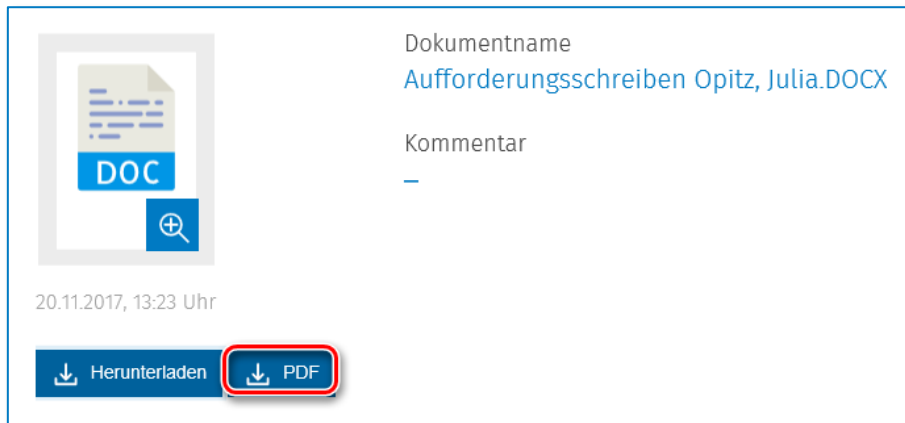 Dokumentname
Aufforderungsschreiben Opitz, Julia.DOCX
Kommentar
–
DOC
20.11.2017, 13:23 Uhr
Herunterladen
PDF